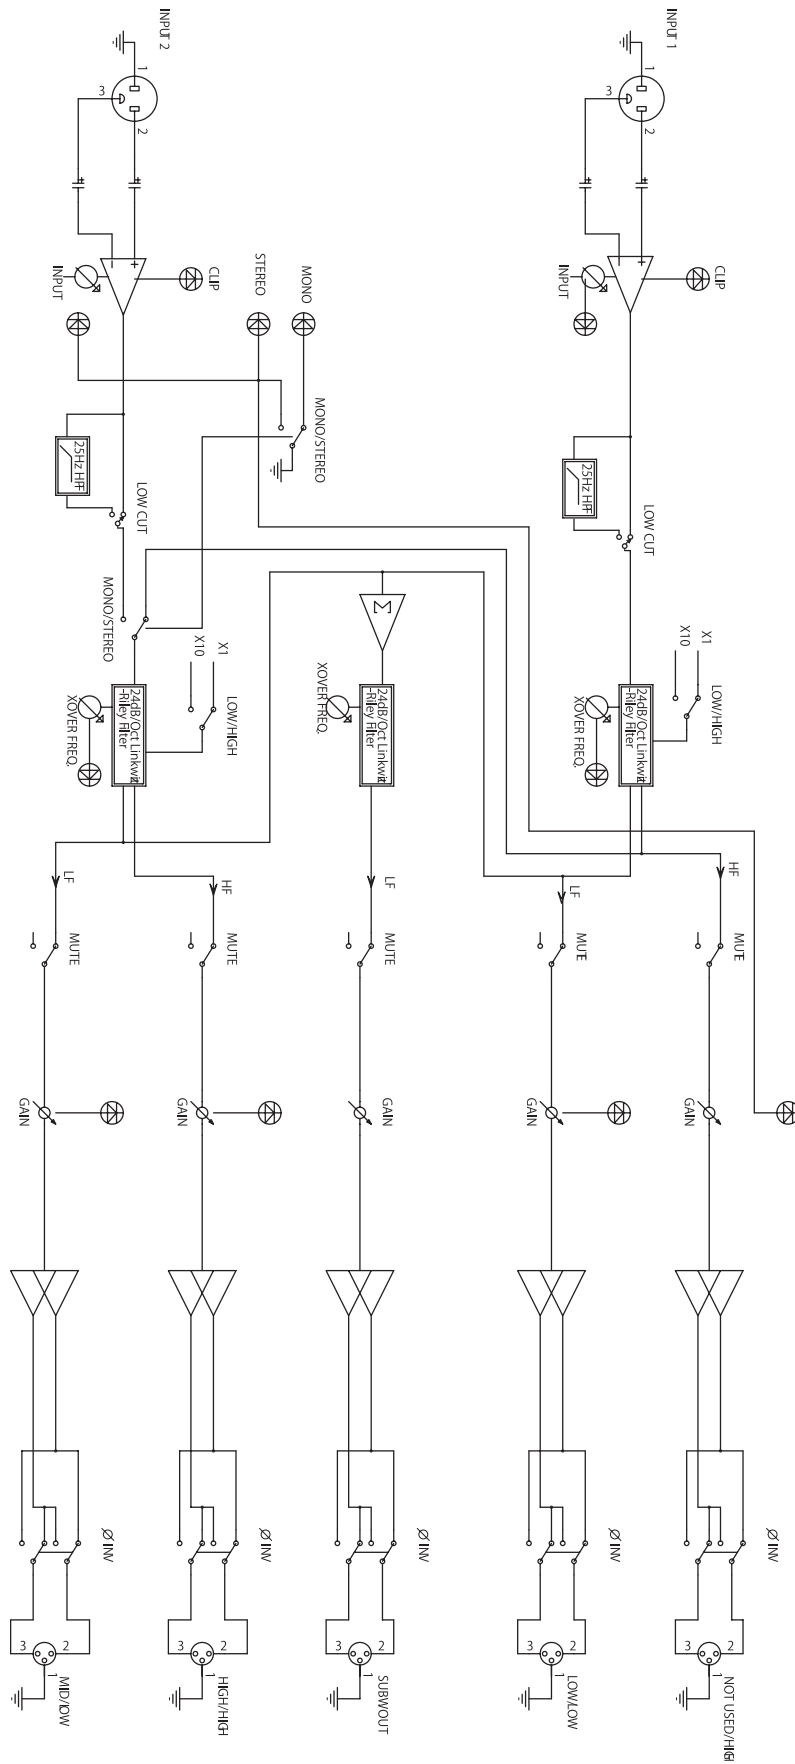 INPUT 2
INPUT 1
1
3
2
1
3
2
CLIP
INPUT
STEREO
MONO
CLIP
INPUT
MONO/STEREO
25Hz HPF
LOW CUT
25Hz HPF
LOW CUT
MONO/STEREO
X10
X1
LOW/HIGH
24dB/Oct Linkwit
-Riley Filter
XOVER FREQ.
24dB/Oct Linkwit
-Riley Filter
XOVER FREQ.
X10
X1
LOW/HIGH
24dB/Oct Linkwit
-Riley Filter
XOVER FREQ.
LF
HF
LF
LF
HF
MUTE
MUTE
MUTE
MUTE
MUTE
GAIN
GAIN
GAIN
GAIN
GAIN
Ø INV
Ø INV
Ø INV
Ø INV
Ø INV
3
2
1
MID/LOW
3
2
1
HIGH/HIGH
3
2
1
SUBWOUT
3
2
1
LOW/LOW
3
2
1
NOT USED/HIGH